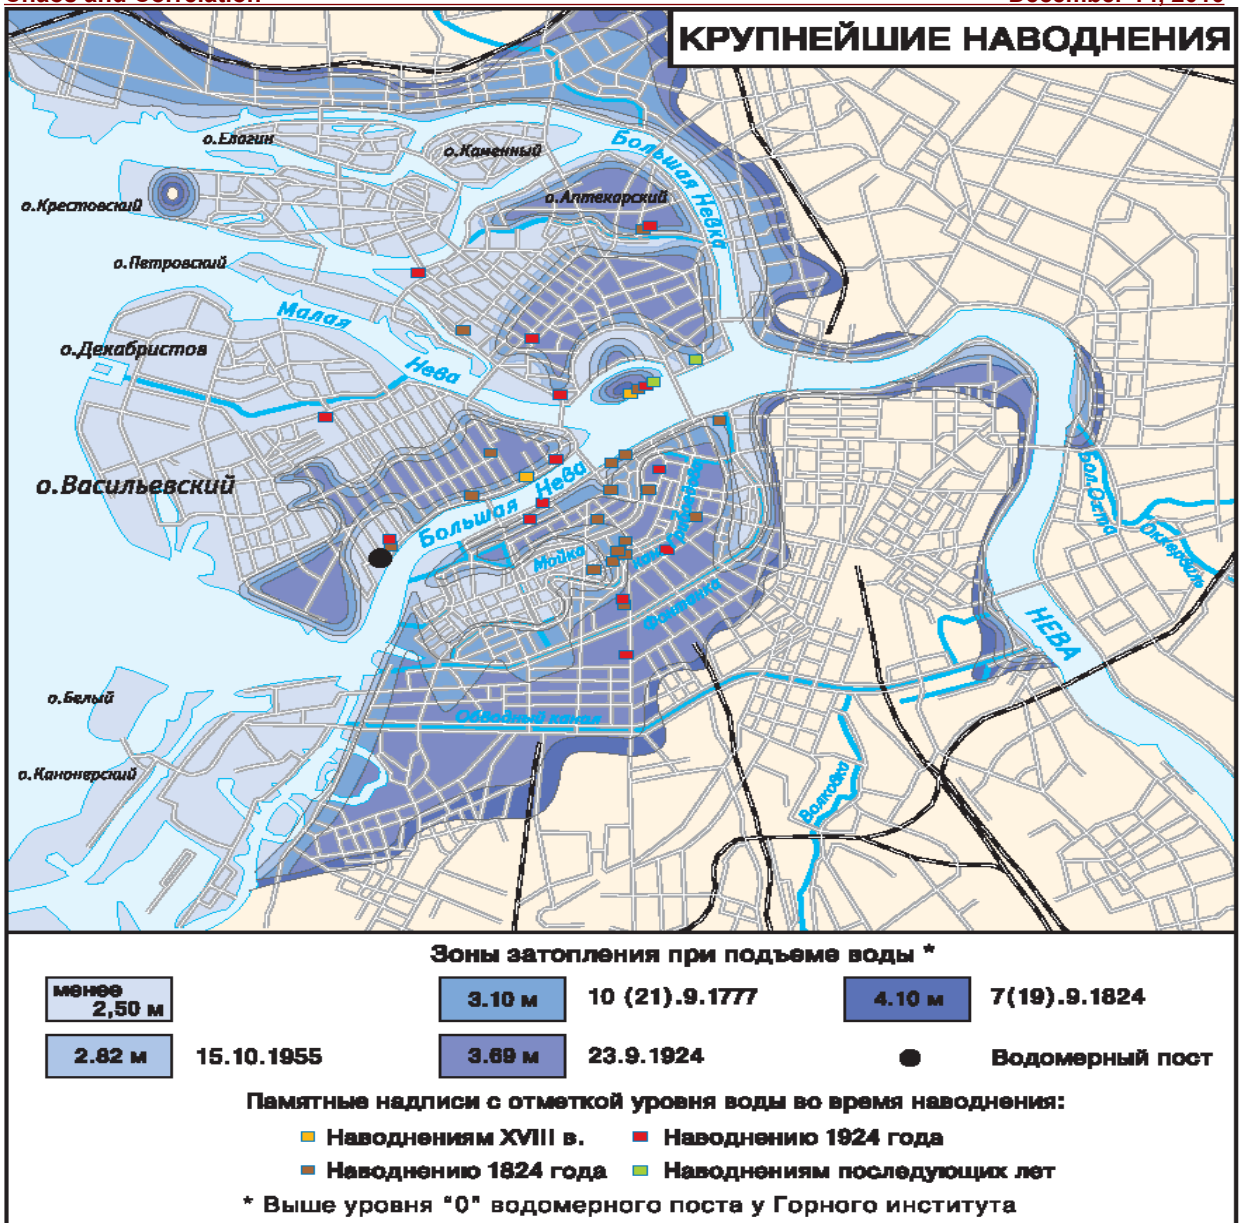 КРУПНЕЙШИЕ НАВОДНЕНИЯ
о.Елагин
о.Каменный
Большая Невка
о.Крестовский
о.Аптекарский
о.Петровский
Малая
Нева
о.Декабристов
о.Васильевский
Большая Нева
Бол.Охта
Оккервиль
Мойка
Фонтанка
НЕВА
о.Белый
Обводный канал
о.Канонерский
Волковка
Зоны затопления при подъеме воды *
менее
2,50 м
3.10 м 10 (21).9.1777
4.10 м 7(19).9.1824
2.82 м 15.10.1955
3.69 м 23.9.1924
Водомерный пост
Памятные надписи с отметкой уровня воды во время наводнения:
Наводнениям XVIII в.
Наводнению 1924 года
Наводнению 1824 года
Наводнениям последующих лет
* Выше уровня "0" водомерного поста у Горного института